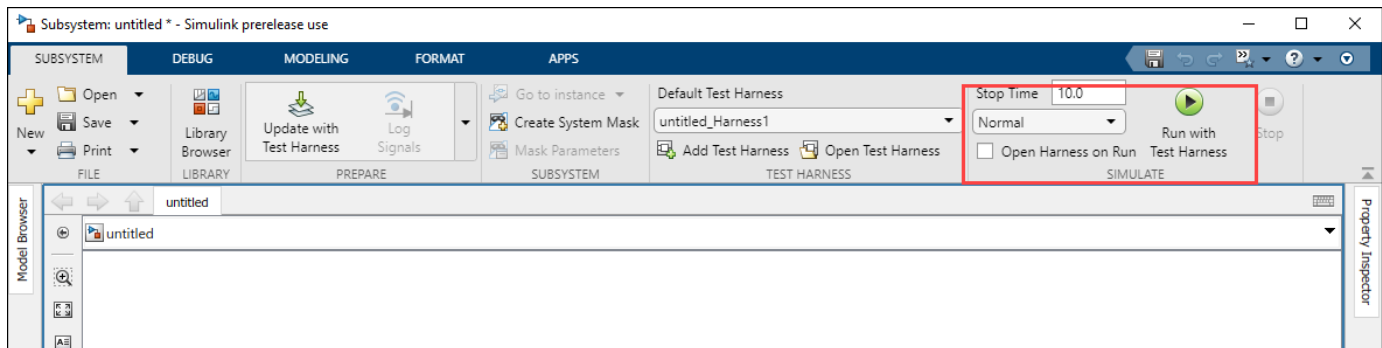 Subsystem: untitled * - Simulink prerelease use
SUBSYSTEM DEBUG MODELING FORMAT APPS
New
Open
Save
Print
FILE
Library Browser
LIBRARY
Update with Test Harness
Log Signals
PREPARE
Go to instance
Create System Mask
Mask Parameters
SUBSYSTEM
Default Test Harness
untitled_Harness1
Add Test Harness Open Test Harness
TEST HARNESS
Stop Time 10.0
Normal
Open Harness on Run
Run with Test Harness
Stop
SIMULATE
Model Browser
untitled
untitled
Property Inspector